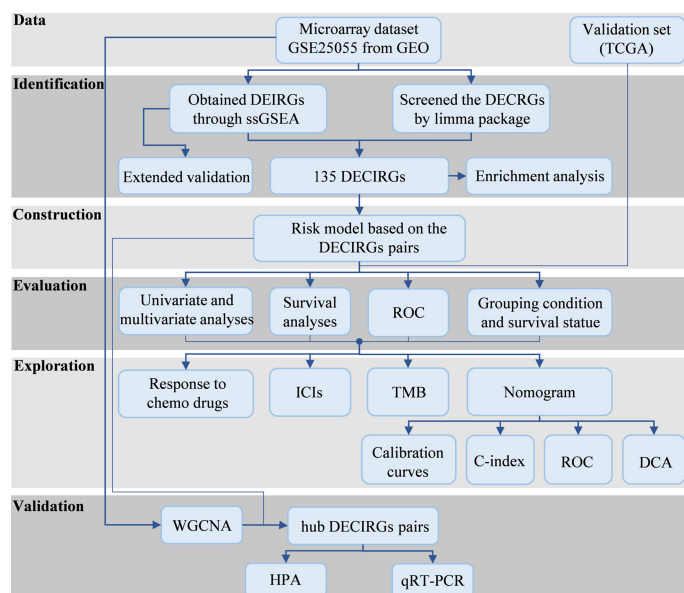 Data
Microarray dataset
GSE25055 from GEO
Validation set
(TCGA)
Identification
Obtained DEIRGs
through ssGSEA
Screened the DECRGs
by limma package
Extended validation
135 DECIRGs
Enrichment analysis
Construction
Risk model based on the
DECIRGs pairs
Evaluation
Univariate and
multivariate analyses
Survival
analyses
ROC
Grouping condition
and survival statue
Exploration
Response to
chemo drugs
ICIs
TMB
Nomogram
Calibration
curves
C-index
ROC
DCA
Validation
WGCNA
hub DECIRGs pairs
HPA
qRT-PCR